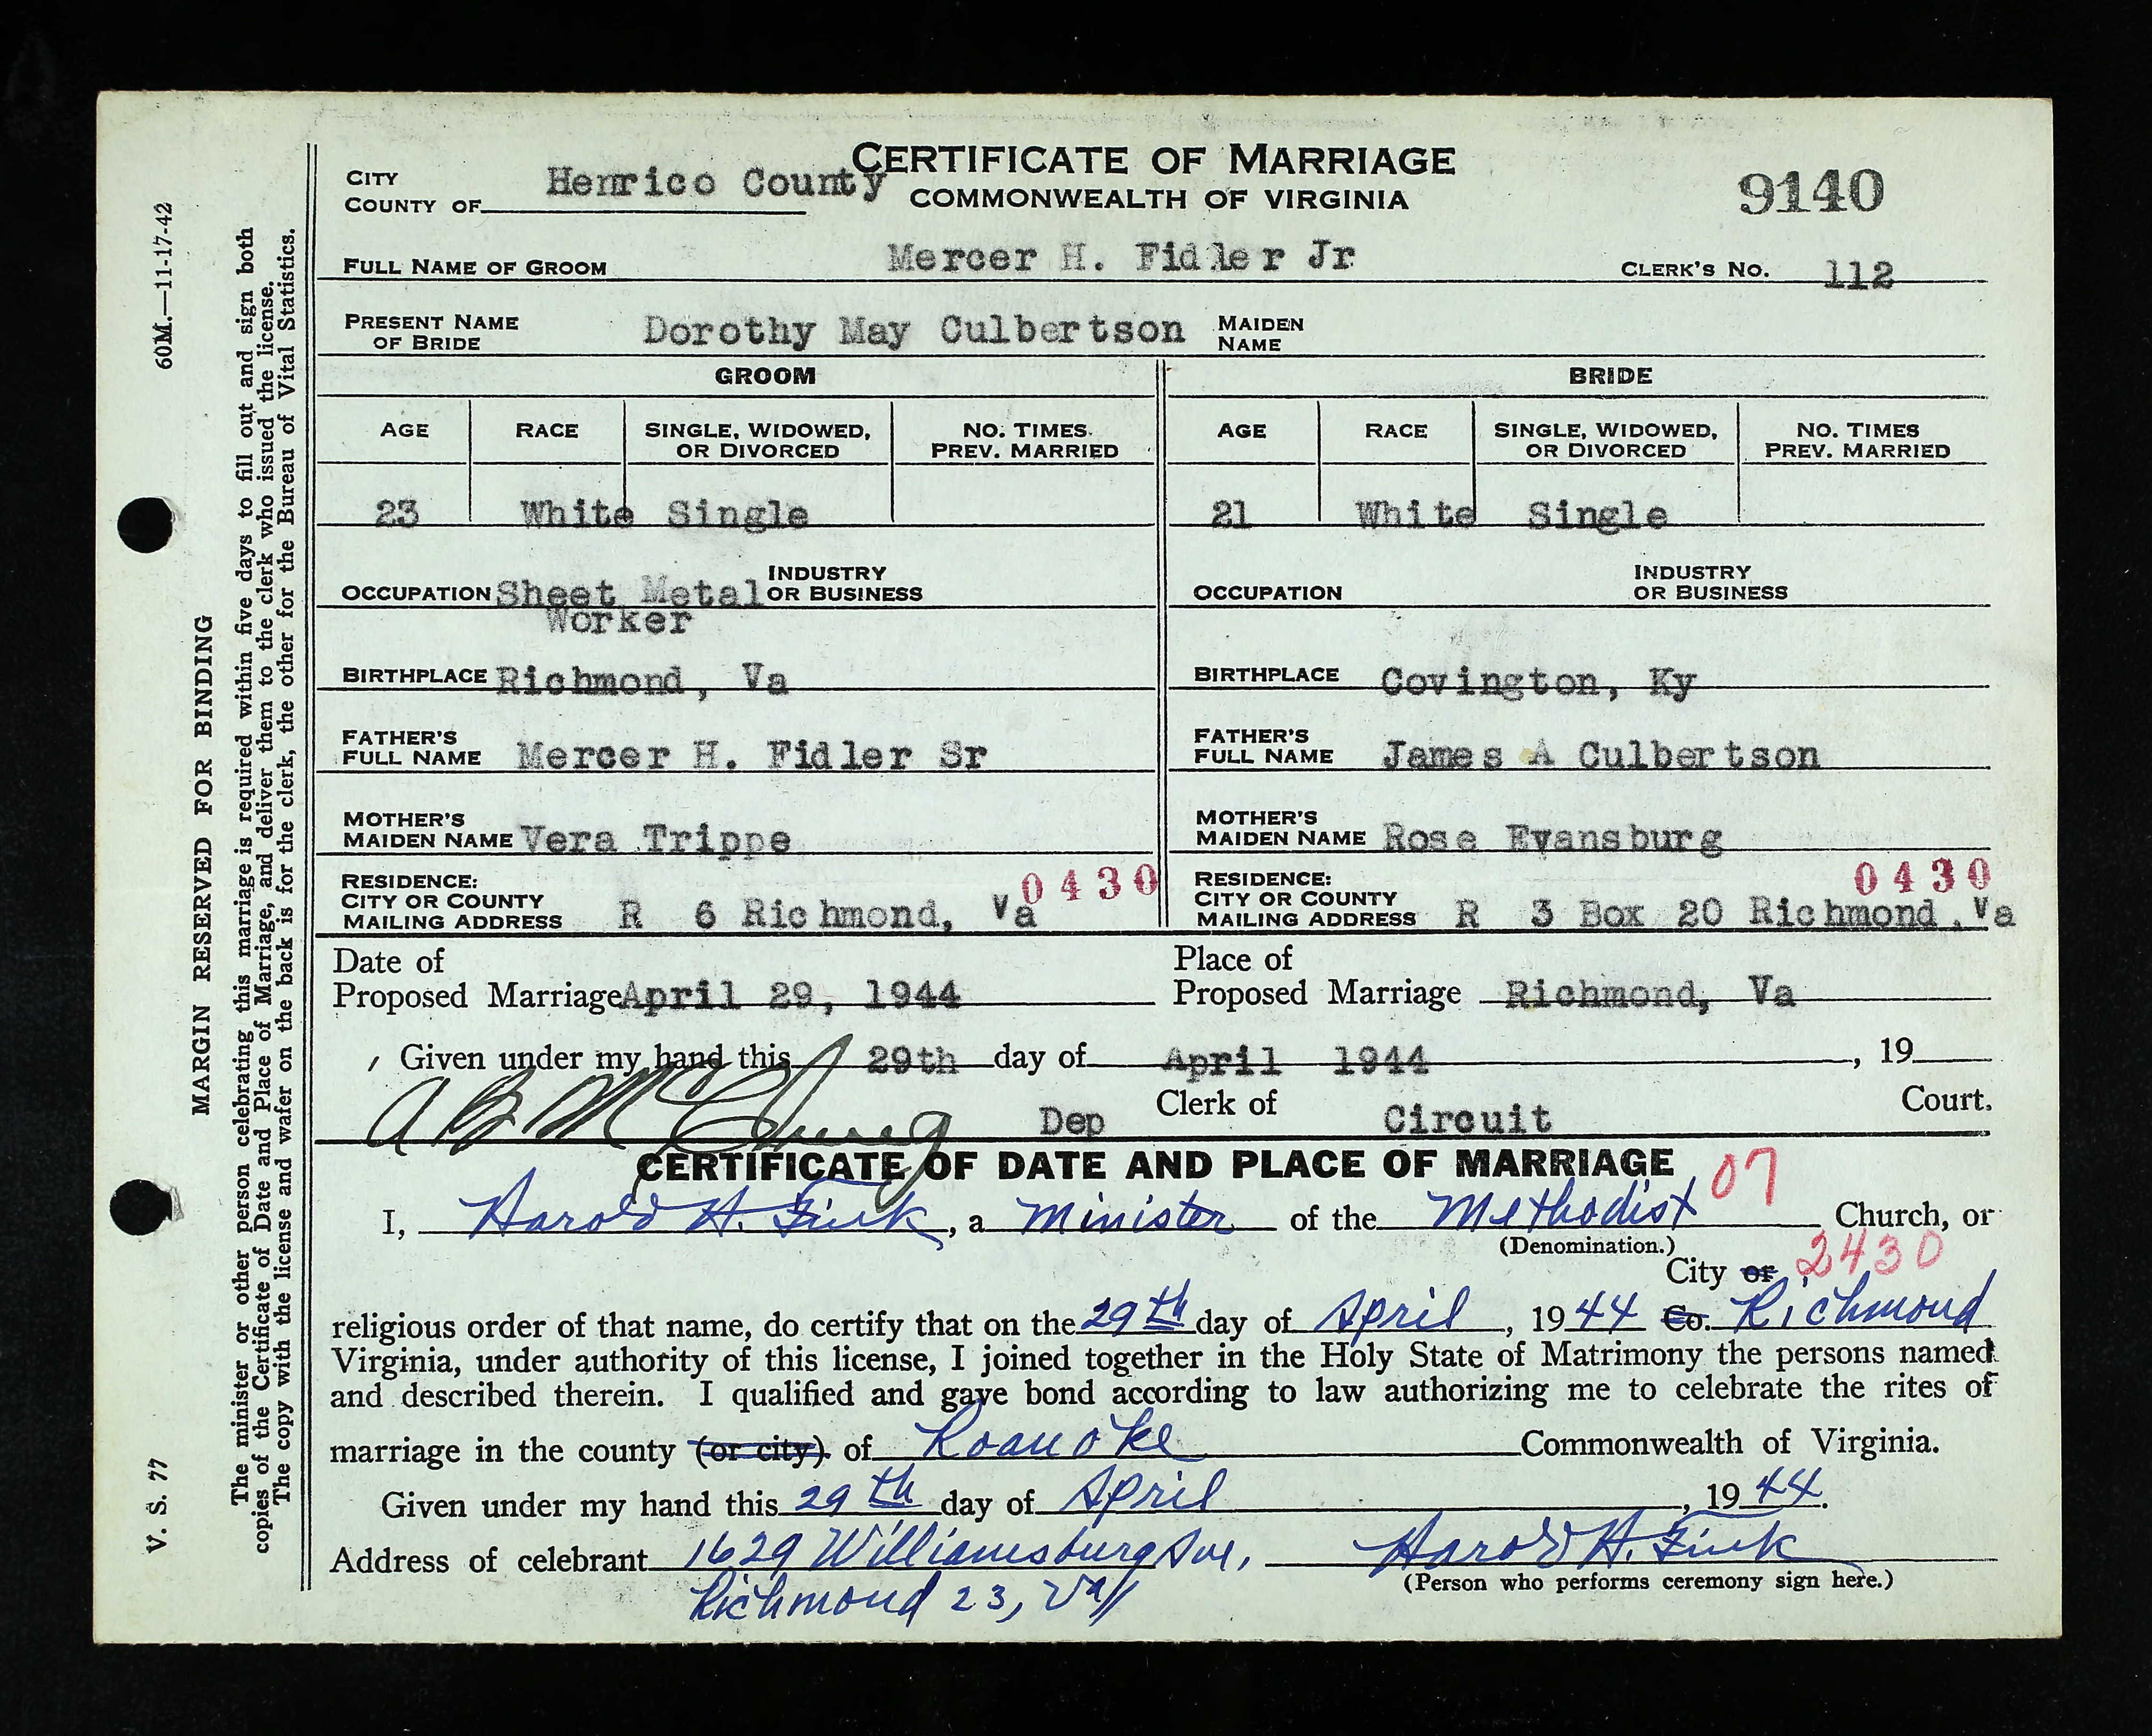 CERTIFICATE OF MARRIAGE
COMMONWEALTH OF VIRGINIA
CITY
COUNTY OF Henrico County
9140
FULL NAME OF GROOM Mercer H. Fidler Jr CLERK'S NO. 112
PRESENT NAME OF BRIDE Dorothy May Culbertson MAIDEN NAME
GROOM BRIDE
AGE RACE SINGLE, WIDOWED, OR DIVORCED NO. TIMES PREV. MARRIED AGE RACE SINGLE, WIDOWED, OR DIVORCED NO. TIMES PREV. MARRIED
23 White Single 21 White Single
OCCUPATION Sheet Metal Worker INDUSTRY OR BUSINESS OCCUPATION INDUSTRY OR BUSINESS
BIRTHPLACE Richmond, Va BIRTHPLACE Covington, Ky
FATHER'S FULL NAME Mercer H. Fidler Sr FATHER'S FULL NAME James A Culbertson
MOTHER'S MAIDEN NAME Vera Trippe MOTHER'S MAIDEN NAME Rose Evansburg
0430 0430
RESIDENCE: CITY OR COUNTY MAILING ADDRESS R 6 Richmond, Va RESIDENCE: CITY OR COUNTY MAILING ADDRESS R 3 Box 20 Richmond, Va
Date of Proposed Marriage April 29, 1944 Place of Proposed Marriage Richmond, Va
Given under my hand this 29th day of April 1944, 19
A B McClung Dep Clerk of Circuit Court.
CERTIFICATE OF DATE AND PLACE OF MARRIAGE 07
I, Harold H. Fink, a Minister of the Methodist Church, or
(Denomination.)
City or 2430
religious order of that name, do certify that on the 29th day of April, 1944 Co. Richmond
Virginia, under authority of this license, I joined together in the Holy State of Matrimony the persons named
and described therein. I qualified and gave bond according to law authorizing me to celebrate the rites of
marriage in the county (or city) of Roanoke Commonwealth of Virginia.
Given under my hand this 29th day of April, 1944.
Address of celebrant 1629 Williamsburg Ave, Harold H. Fink
Richmond 23, Va (Person who performs ceremony sign here.)
V. S. 77 60M.—11-17-42
MARGIN RESERVED FOR BINDING
The minister or other person celebrating this marriage is required within five days to fill out and sign both
copies of the Certificate of Date and Place of Marriage, and deliver them to the clerk who issued the license.
The copy with the license and wafer on the back is for the clerk, the other for the Bureau of Vital Statistics.